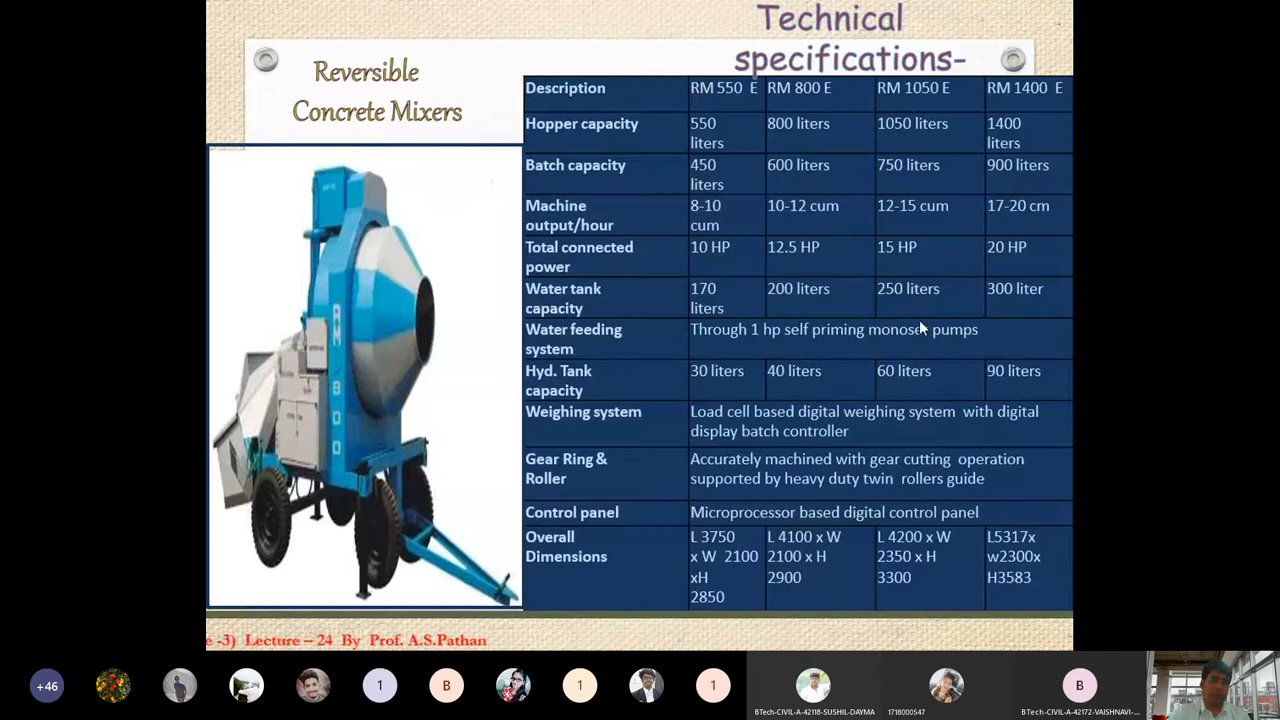 Technical
specifications-
Reversible
Concrete Mixers
Description RM 550 E RM 800 E RM 1050 E RM 1400 E
Hopper capacity 550 liters 800 liters 1050 liters 1400 liters
Batch capacity 450 liters 600 liters 750 liters 900 liters
Machine output/hour 8-10 cum 10-12 cum 12-15 cum 17-20 cm
Total connected power 10 HP 12.5 HP 15 HP 20 HP
Water tank capacity 170 liters 200 liters 250 liters 300 liter
Water feeding system Through 1 hp self priming pumps
Hyd. Tank capacity 30 liters 40 liters 60 liters 90 liters
Weighing system Load cell based digital weighing system with digital
display batch controller
Gear Ring & Roller Accurately machined with gear cutting operation
supported by heavy duty twin rollers guide
Control panel Microprocessor based digital control panel
Overall Dimensions L 3750 x W 2100 xH 2850 L 4100 x W 2100 x H 2900 L 4200 x W 2350 x H 3300 L5317x w2300x H3583
RM 800
e -3) Lecture – 24 By Prof. A.S.Pathan
+46
1
B
1
1
B
BTech-CIVIL-A-42118-SUSHIL-DAYMA
1718000547
BTech-CIVIL-A-42172-VAISHNAVI-...